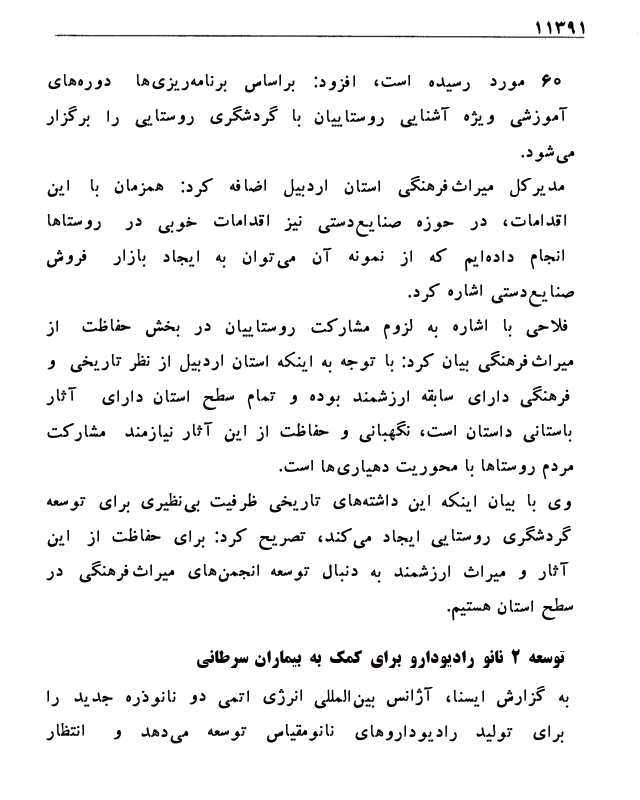 ۱۱۳۹۱
۶۰ مورد رسیده است، افزود: براساس برنامه‌ریزی‌ها دوره‌های
آموزشی ویژه آشنایی روستاییان با گردشگری روستایی را برگزار
می‌شود.
مدیرکل میراث‌فرهنگی استان اردبیل اضافه کرد: همزمان با این
اقدامات، در حوزه صنایع‌دستی نیز اقدامات خوبی در روستاها
انجام داده‌ایم که از نمونه آن می‌توان به ایجاد بازار فروش
صنایع‌دستی اشاره کرد.
فلاحی با اشاره به لزوم مشارکت روستاییان در بخش حفاظت از
میراث‌فرهنگی بیان کرد: با توجه به اینکه استان اردبیل از نظر تاریخی و
فرهنگی دارای سابقه ارزشمند بوده و تمام سطح استان دارای آثار
باستانی داستان است، نگهبانی و حفاظت از این آثار نیازمند مشارکت
مردم روستاها با محوریت دهیاری‌ها است.
وی با بیان اینکه این داشته‌های تاریخی ظرفیت بی‌نظیری برای توسعه
گردشگری روستایی ایجاد می‌کند، تصریح کرد: برای حفاظت از این
آثار و میراث ارزشمند به دنبال توسعه انجمن‌های میراث‌فرهنگی در
سطح استان هستیم.
توسعه ۲ نانو رادیودارو برای کمک به بیماران سرطانی
به گزارش ایسنا، آژانس بین‌المللی انرژی اتمی دو نانوذره جدید را
برای تولید رادیوداروهای نانومقیاس توسعه می‌دهد و انتظار